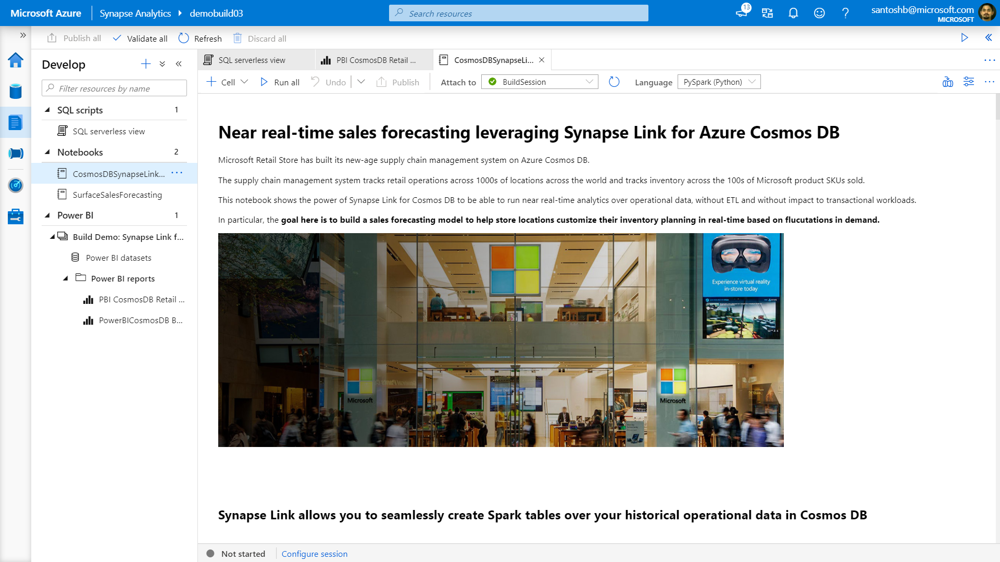 Microsoft Azure
Synapse Analytics
demobuild03
Search resources
13
santoshb@microsoft.com
MICROSOFT
Publish all
Validate all
Refresh
Discard all
Develop
Filter resources by name
SQL scripts 1
SQL serverless view
Notebooks 2
CosmosDBSynapseLink...
SurfaceSalesForecasting
Power BI 1
Build Demo: Synapse Link f...
Power BI datasets
Power BI reports
PBI CosmosDB Retail ...
PowerBICosmosDB B...
SQL serverless view
PBI CosmosDB Retail ...
CosmosDBSynapseLi...
Cell
Run all
Undo
Publish
Attach to
BuildSession
Language
PySpark (Python)
Near real-time sales forecasting leveraging Synapse Link for Azure Cosmos DB
Microsoft Retail Store has built its new-age supply chain management system on Azure Cosmos DB.
The supply chain management system tracks retail operations across 1000s of locations across the world and tracks inventory across the 100s of Microsoft product SKUs sold.
This notebook shows the power of Synapse Link for Cosmos DB to be able to run near real-time analytics over operational data, without ETL and without impact to transactional workloads.
In particular, the goal here is to build a sales forecasting model to help store locations customize their inventory planning in real-time based on flucutations in demand.
Experience virtual reality
in-store today
Microsoft
Microsoft
Synapse Link allows you to seamlessly create Spark tables over your historical operational data in Cosmos DB
Not started
Configure session